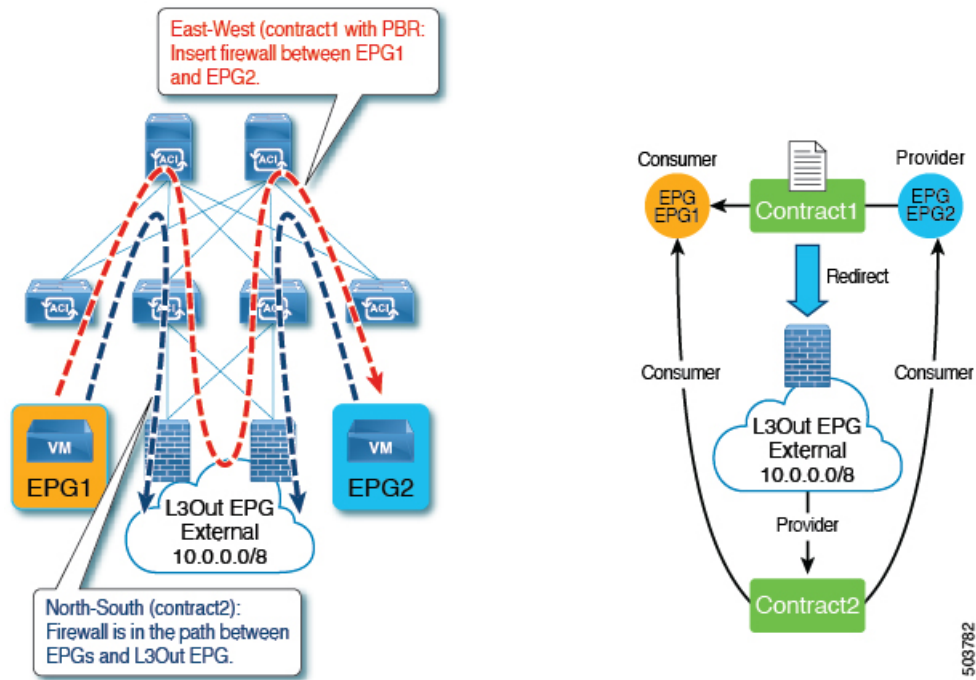 East-West (contract1 with PBR:
Insert firewall between EPG1
and EPG2.
ACI
ACI
ACI
ACI
ACI
ACI
VM
EPG1
VM
EPG2
L3Out EPG
External
10.0.0.0/8
North-South (contract2):
Firewall is in the path between
EPGs and L3Out EPG.
Consumer
Provider
EPG
EPG1
Contract1
EPG
EPG2
Redirect
Consumer
Consumer
L3Out EPG
External
10.0.0.0/8
Provider
Contract2
503782